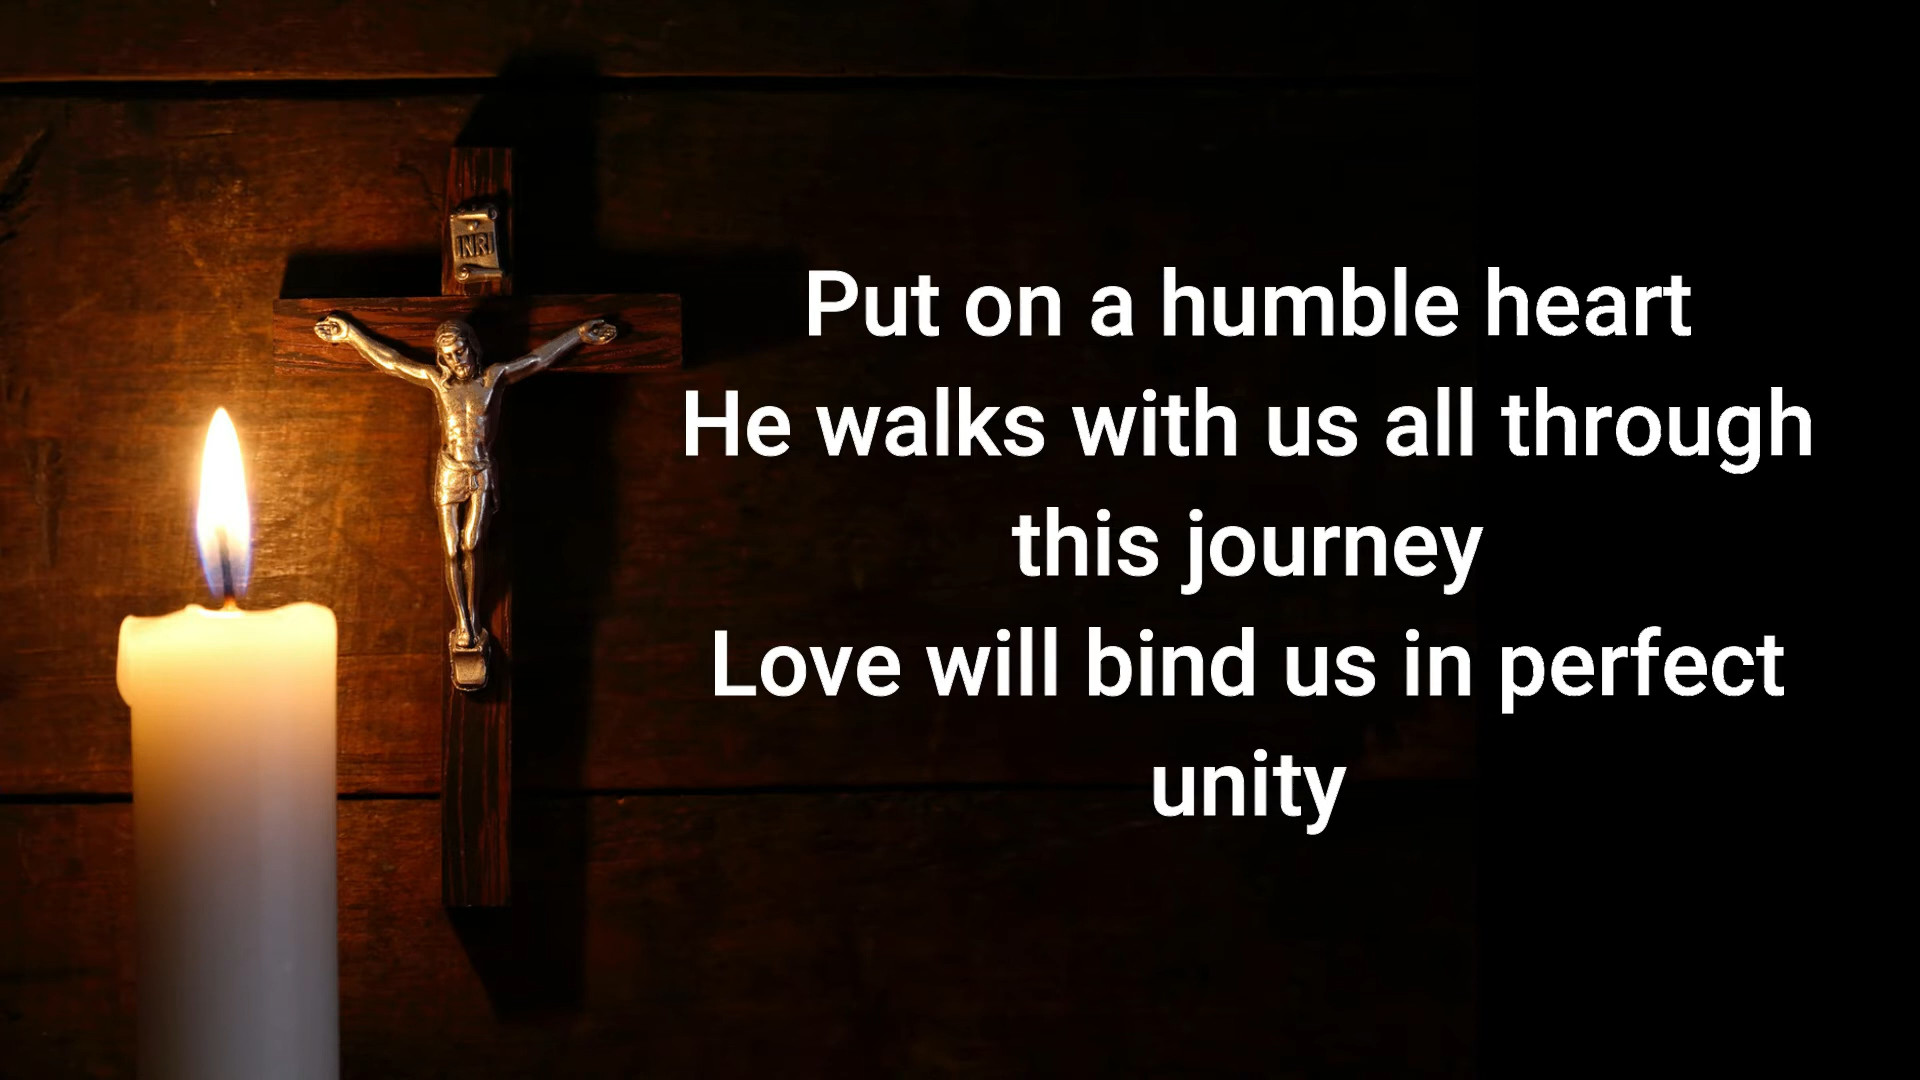 INRI
Put on a humble heart
He walks with us all through
this journey
Love will bind us in perfect
unity